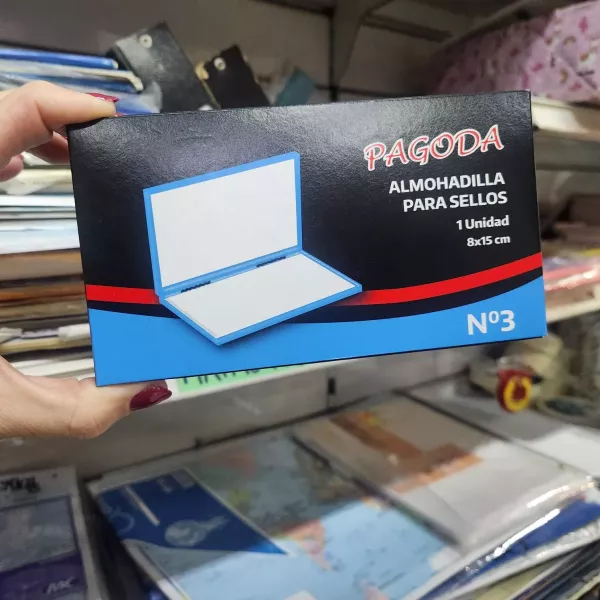 PAGODA
ALMOHADILLA
PARA SELLOS
1 Unidad
8x15 cm
Nº3